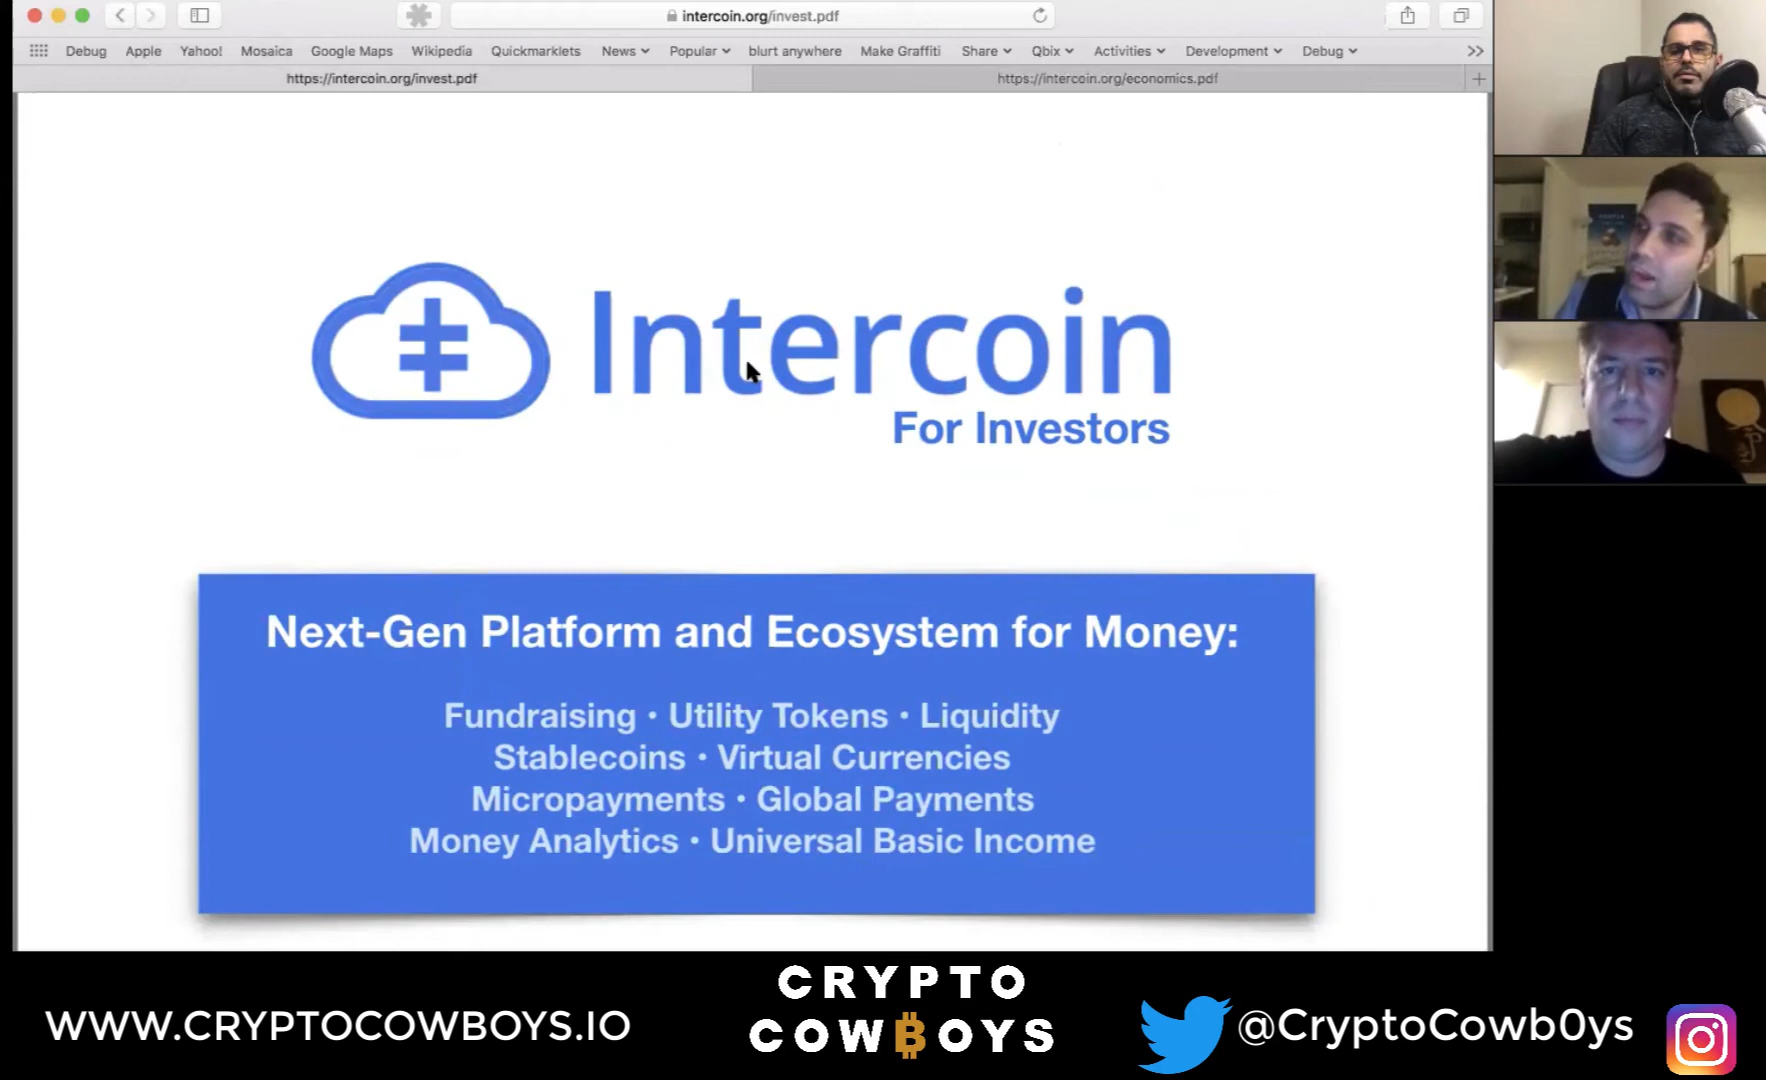 intercoin.org/invest.pdf
Debug Apple Yahoo! Mosaica Google Maps Wikipedia Quickmarklets News Popular blurt anywhere Make Graffiti Share Qbix Activities Development Debug >>
https://intercoin.org/invest.pdf https://intercoin.org/economics.pdf +
Intercoin
For Investors
Next-Gen Platform and Ecosystem for Money:
Fundraising • Utility Tokens • Liquidity
Stablecoins • Virtual Currencies
Micropayments • Global Payments
Money Analytics • Universal Basic Income
WWW.CRYPTOCOWBOYS.IO
CRYPTO
COWBOYS
@CryptoCowb0ys